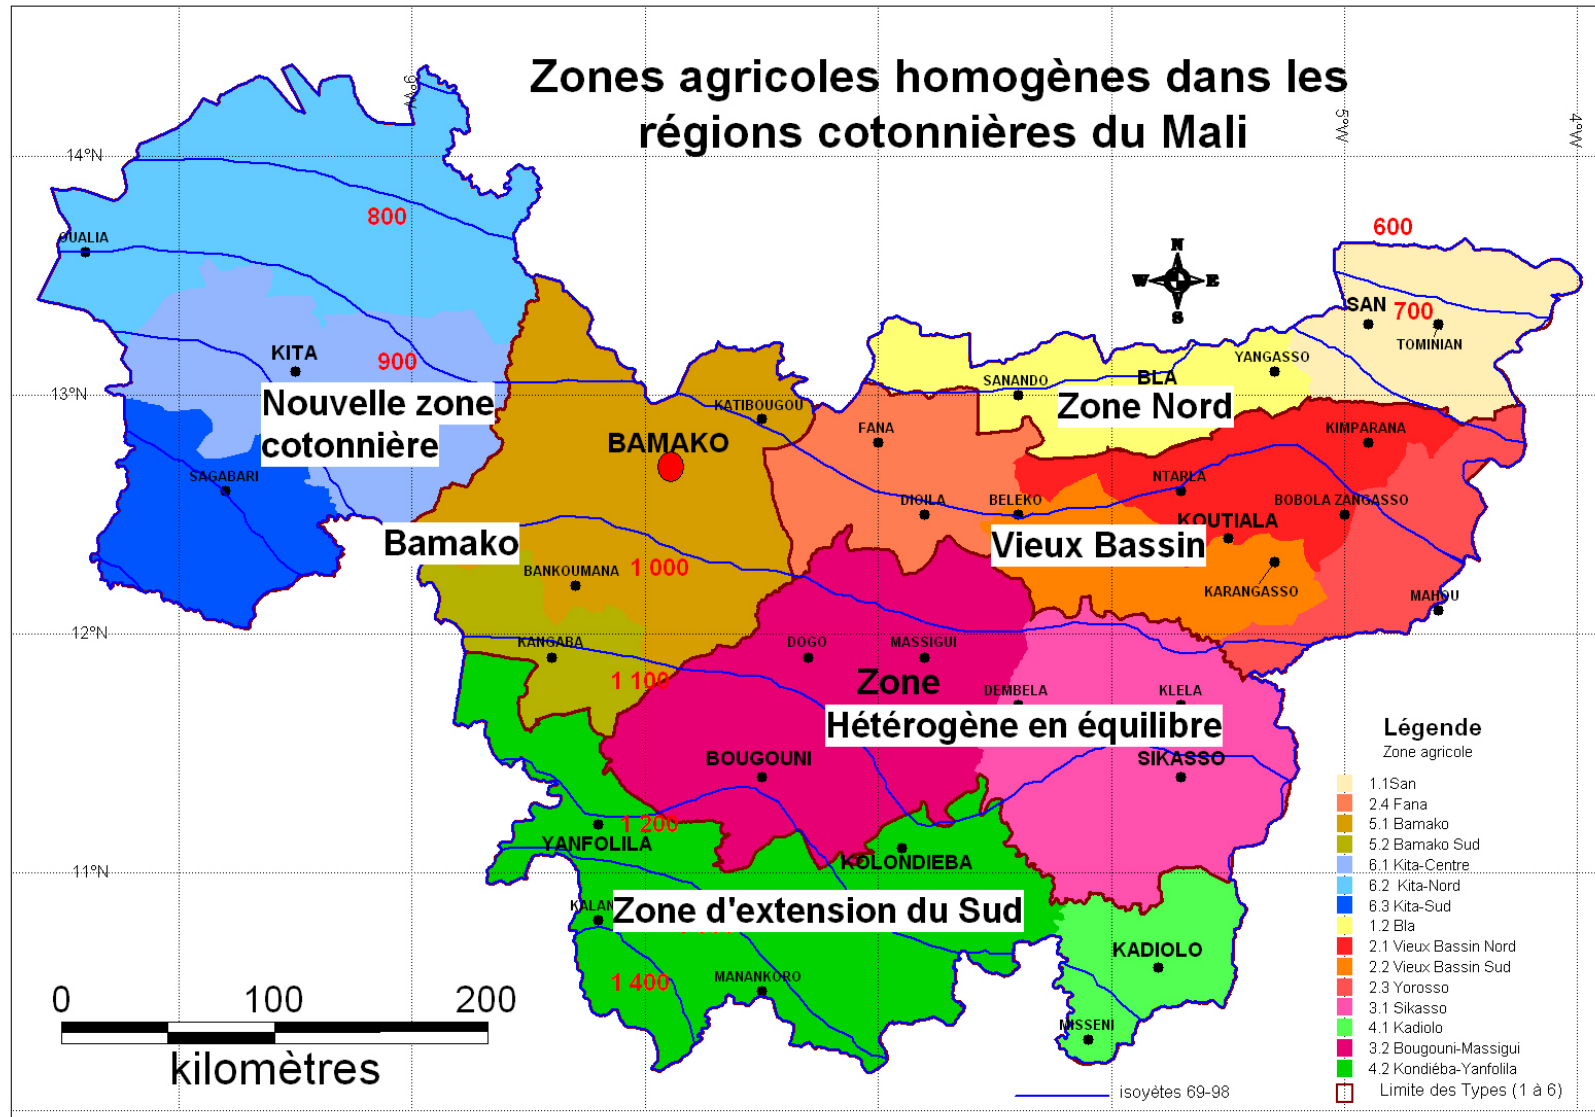 Zones agricoles homogènes dans les
régions cotonnières du Mali
9°W
5°W
4°W
14°N
800
600
OUALIA
SAN
700
TOMINIAN
KITA
900
YANGASSO
BLA
SANANDO
13°N
Nouvelle zone
cotonnière
Zone Nord
KATIBOUGOU
BAMAKO
FANA
KIMPARANA
SAGABARI
NTARLA
DIOILA
BELEKO
BOBOLA ZANGASSO
KOUTIALA
Bamako
Vieux Bassin
BANKOUMANA
1 000
KARANGASSO
MAHOU
12°N
KANGABA
DOGO
MASSIGUI
1 100
Zone
DEMBELA
KLELA
Hétérogène en équilibre
BOUGOUNI
SIKASSO
1 200
YANFOLILA
KOLONDIEBA
11°N
KALAN
Zone d'extension du Sud
KADIOLO
1 400
MANANKORO
MISSENI
0 100 200
kilomètres
Légende
Zone agricole
1.1San
2.4 Fana
5.1 Bamako
5.2 Bamako Sud
6.1 Kita-Centre
6.2 Kita-Nord
6.3 Kita-Sud
1.2 Bla
2.1 Vieux Bassin Nord
2.2 Vieux Bassin Sud
2.3 Yorosso
3.1 Sikasso
4.1 Kadiolo
3.2 Bougouni-Massigui
4.2 Kondiéba-Yanfolila
Limite des Types (1 à 6)
isoyètes 69-98
N
W
E
S